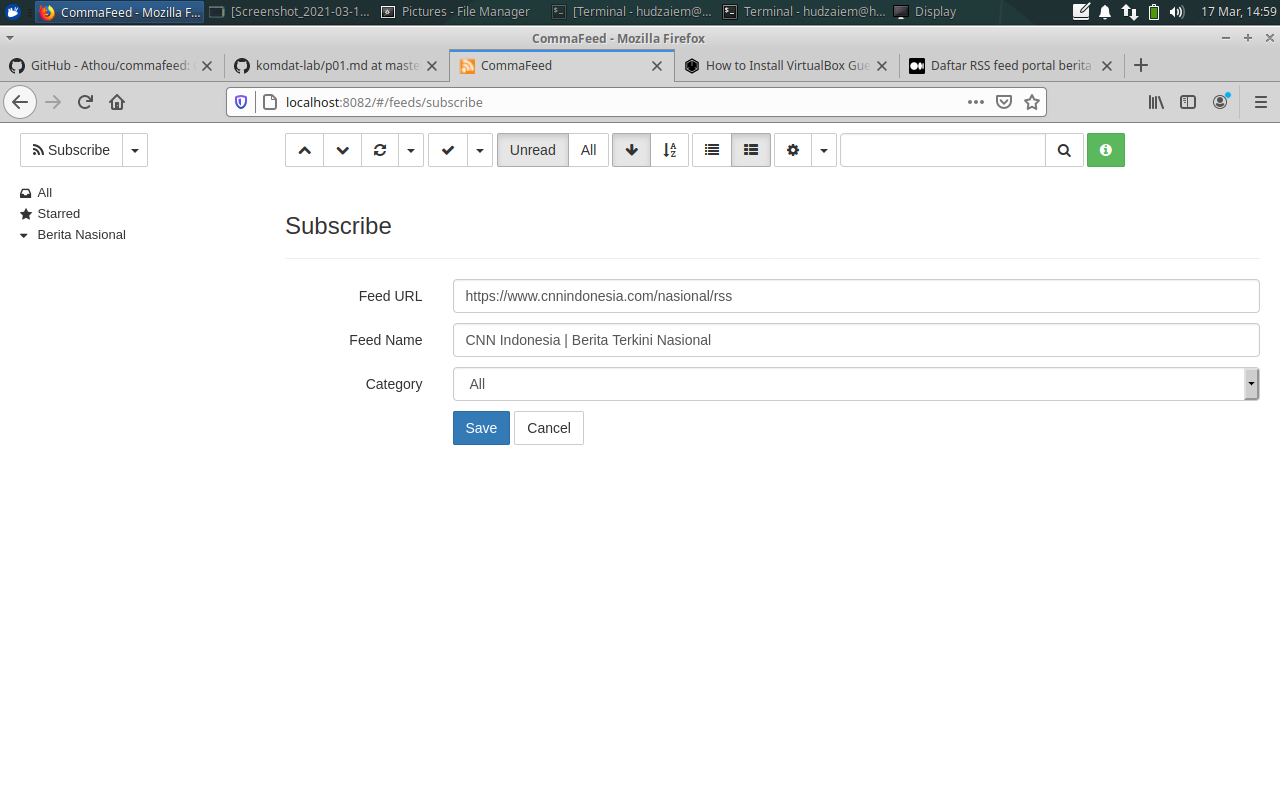 CommaFeed - Mozilla F... [Screenshot_2021-03-1... Pictures - File Manager [Terminal - hudzaiem@... Terminal - hudzaiem@h... Display 17 Mar, 14:59
CommaFeed - Mozilla Firefox
GitHub - Athou/commafeed: komdat-lab/p01.md at maste CommaFeed How to Install VirtualBox Gue Daftar RSS feed portal berita
localhost:8082/#/feeds/subscribe
Subscribe Unread All
All
Starred
Berita Nasional
Subscribe
Feed URL https://www.cnnindonesia.com/nasional/rss
Feed Name CNN Indonesia | Berita Terkini Nasional
Category All
Save Cancel